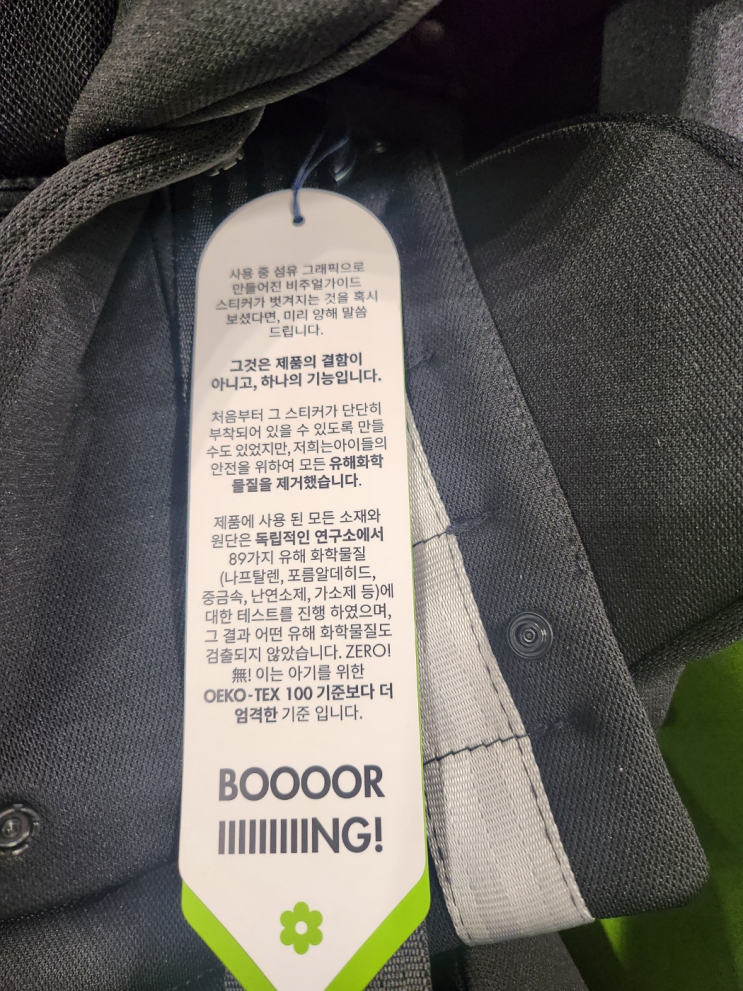 사용 중 섬유 그래픽으로
만들어진 비주얼가이드
스티커가 벗겨지는 것을 혹시
보셨다면, 미리 양해 말씀
드립니다.
그것은 제품의 결함이
아니고, 하나의 기능입니다.
처음부터 그 스티커가 단단히
부착되어 있을 수 있도록 만들
수도 있었지만, 저희는아이들의
안전을 위하여 모든 유해화학
물질을 제거했습니다.
제품에 사용 된 모든 소재와
원단은 독립적인 연구소에서
89가지 유해 화학물질
(나프탈렌, 포름알데히드,
중금속, 난연소제, 가소제 등)에
대한 테스트를 진행 하였으며,
그 결과 어떤 유해 화학물질도
검출되지 않았습니다. ZERO!
無! 이는 아기를 위한
OEKO-TEX 100 기준보다 더
엄격한 기준 입니다.
BOOOOR
IIIIIIIIIING!